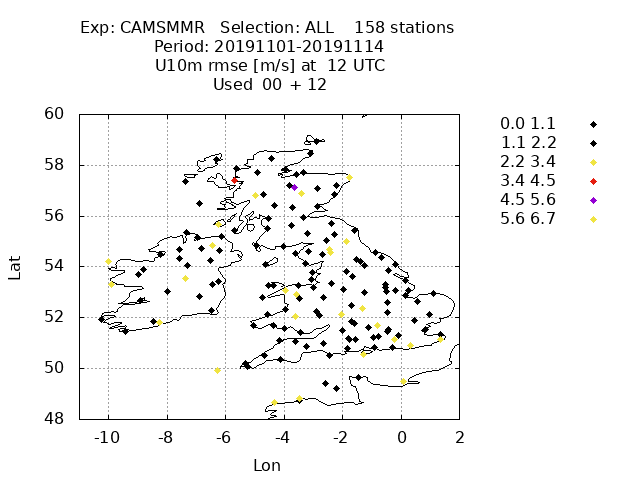 Exp: CAMSMMR Selection: ALL 158 stations
Period: 20191101-20191114
U10m rmse [m/s] at 12 UTC
Used 00 + 12
0.0 1.1
1.1 2.2
2.2 3.4
3.4 4.5
4.5 5.6
5.6 6.7
60
58
56
54
52
50
48
Lat
-10 -8 -6 -4 -2 0 2
Lon